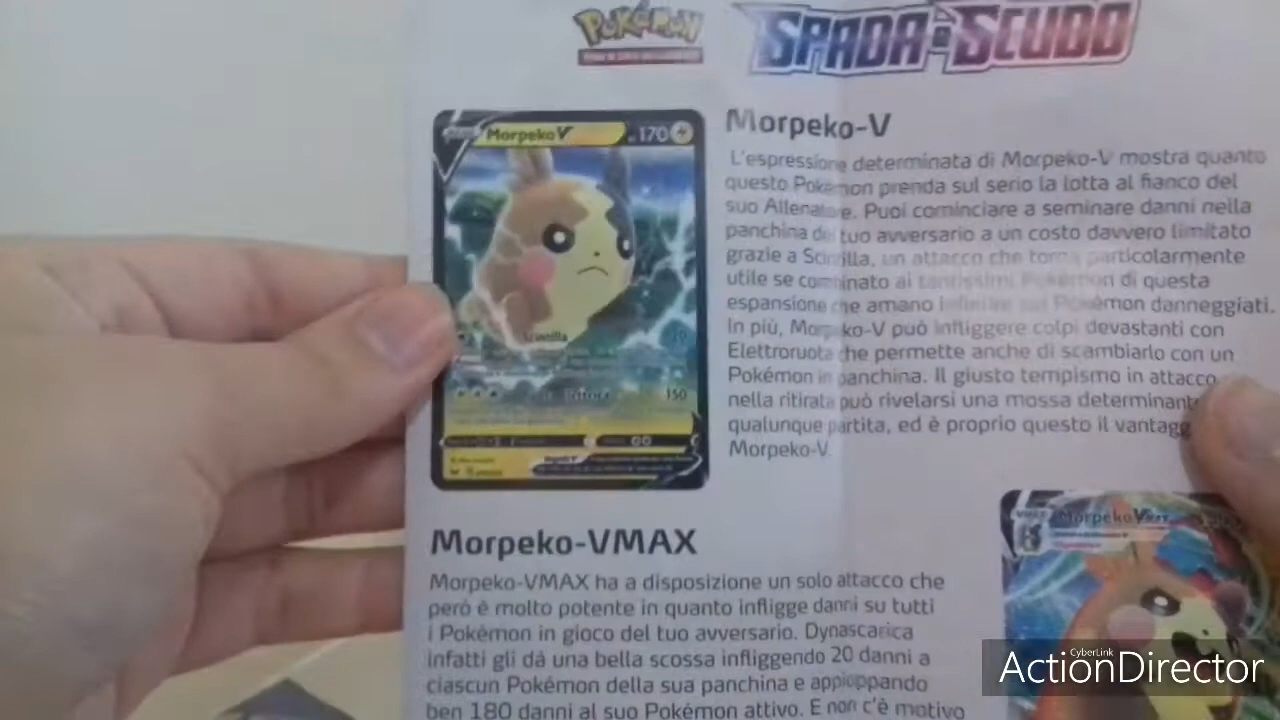 Pokémon
SPADA e SCUDO
Morpeko V 170
Morpeko-V
L'espressione determinata di Morpeko-V mostra quanto
questo Pokémon prenda sul serio la lotta al fianco del
suo Allenatore. Puoi cominciare a seminare danni nella
panchina del tuo avversario a un costo davvero limitato
grazie a Scintilla, un attacco che torna particolarmente
utile se combinato ai tantissimi Pokémon di questa
espansione che amano infierire sui Pokémon danneggiati.
In più, Morpeko-V può infliggere colpi devastanti con
Elettroruota che permette anche di scambiarlo con un
Pokémon in panchina. Il giusto tempismo in attacco
nella ritirata può rivelarsi una mossa determinant
qualunque partita, ed è proprio questo il vantagg
Morpeko-V.
Scintilla
150
Morpeko-VMAX
Morpeko-VMAX ha a disposizione un solo attacco che
però è molto potente in quanto infligge danni su tutti
i Pokémon in gioco del tuo avversario. Dynascarica
infatti gli dà una bella scossa infliggendo 20 danni a
ciascun Pokémon della sua panchina e appioppando
ben 180 danni al suo Pokémon attivo. E non c'è motivo
VMAX Morpeko VMAX
CyberLink
ActionDirector